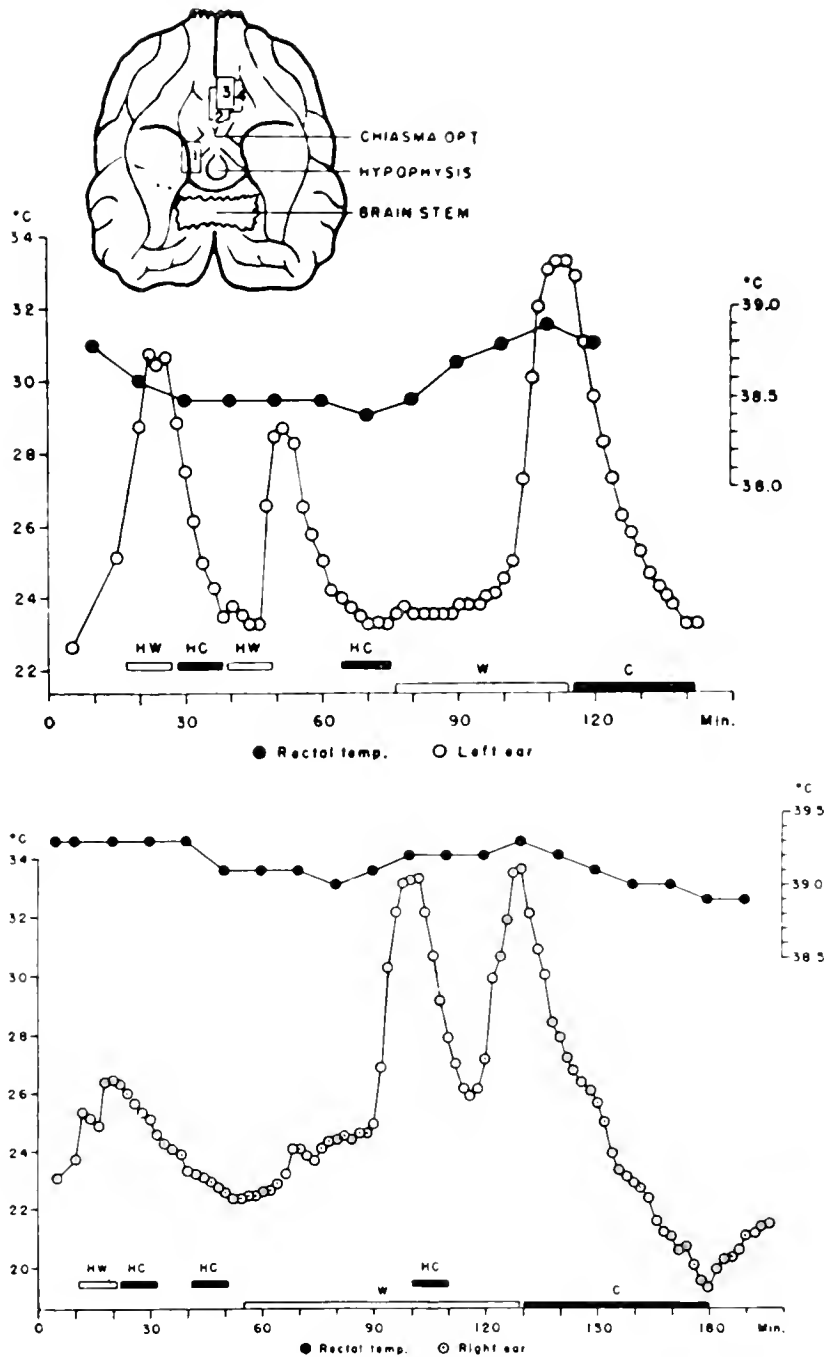 3 4
2
1
CHIASMA OPT
HYPOPHYSIS
BRAIN STEM
°C
34
32
30
28
26
24
22
°C
39.0
38.5
38.0
HW HC HW HC
W C
0 30 60 90 120 Min.
● Rectal temp. ○ Left ear
°C
39.5
39.0
38.5
°C
34
32
30
28
26
24
22
20
HW HC HC HC
W C
0 30 60 90 120 150 180 Min.
● Rectal temp. ⊙ Right ear